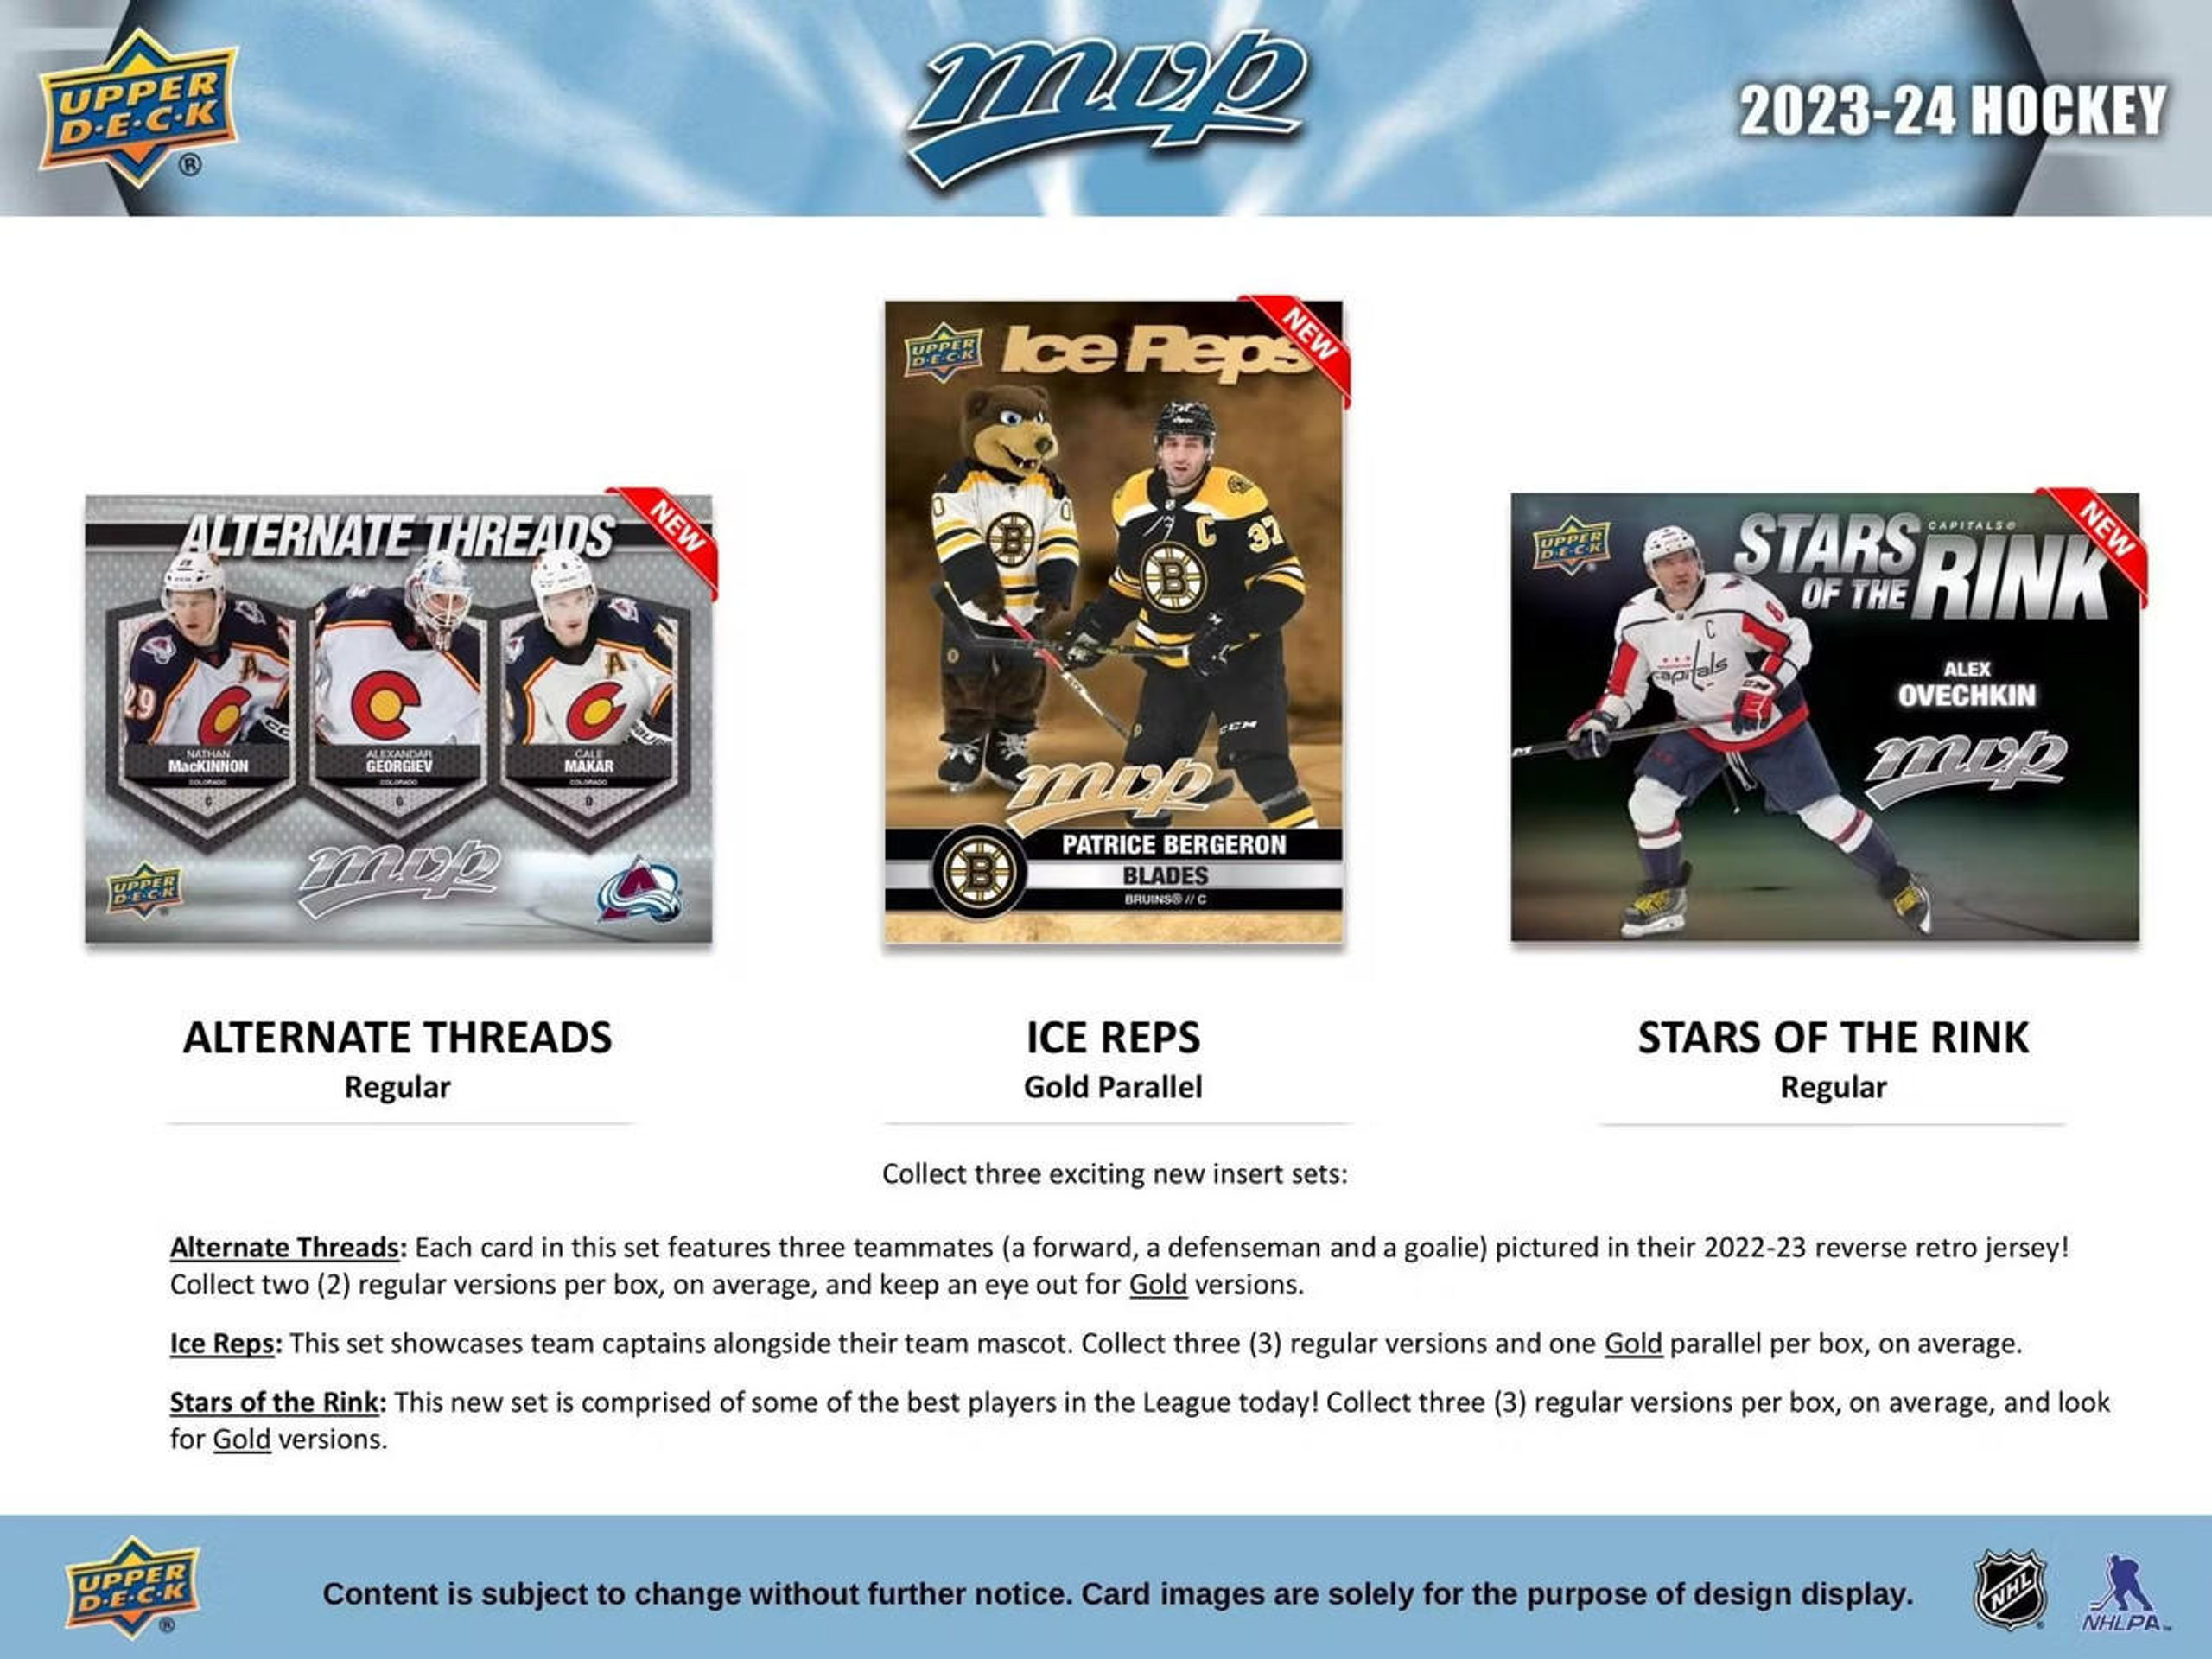 UPPER
D·E·C·K
®
mvp
2023-24 HOCKEY
NEW
ALTERNATE THREADS
29
A
A
NATHAN
MacKINNON
COLORADO
C
ALEXANDAR
GEORGIEV
COLORADO
G
CALE
MAKAR
COLORADO
D
UPPER
D·E·C·K
mvp
NEW
UPPER
D·E·C·K
Ice Reps
B
C
37
B
CCM
mvp
B
PATRICE BERGERON
BLADES
BRUINS® // C
NEW
UPPER
D·E·C·K
STARS
OF THE
CAPITALS®
RINK
C
capitals
ALEX
OVECHKIN
mvp
ALTERNATE THREADS
Regular
ICE REPS
Gold Parallel
STARS OF THE RINK
Regular
Collect three exciting new insert sets:
Alternate Threads: Each card in this set features three teammates (a forward, a defenseman and a goalie) pictured in their 2022-23 reverse retro jersey!
Collect two (2) regular versions per box, on average, and keep an eye out for Gold versions.
Ice Reps: This set showcases team captains alongside their team mascot. Collect three (3) regular versions and one Gold parallel per box, on average.
Stars of the Rink: This new set is comprised of some of the best players in the League today! Collect three (3) regular versions per box, on average, and look
for Gold versions.
UPPER
D·E·C·K
®
Content is subject to change without further notice. Card images are solely for the purpose of design display.
NHL
NHLPA™